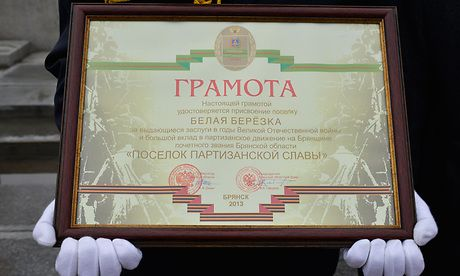 ГРАМОТА
Настоящей грамотой
удостоверяется присвоение поселку
БЕЛАЯ БЕРЁЗКА
за выдающиеся заслуги в годы Великой Отечественной войны
и большой вклад в партизанское движение на Брянщине
почетного звания Брянской области
«ПОСЕЛОК ПАРТИЗАНСКОЙ СЛАВЫ»
БРЯНСК
2013